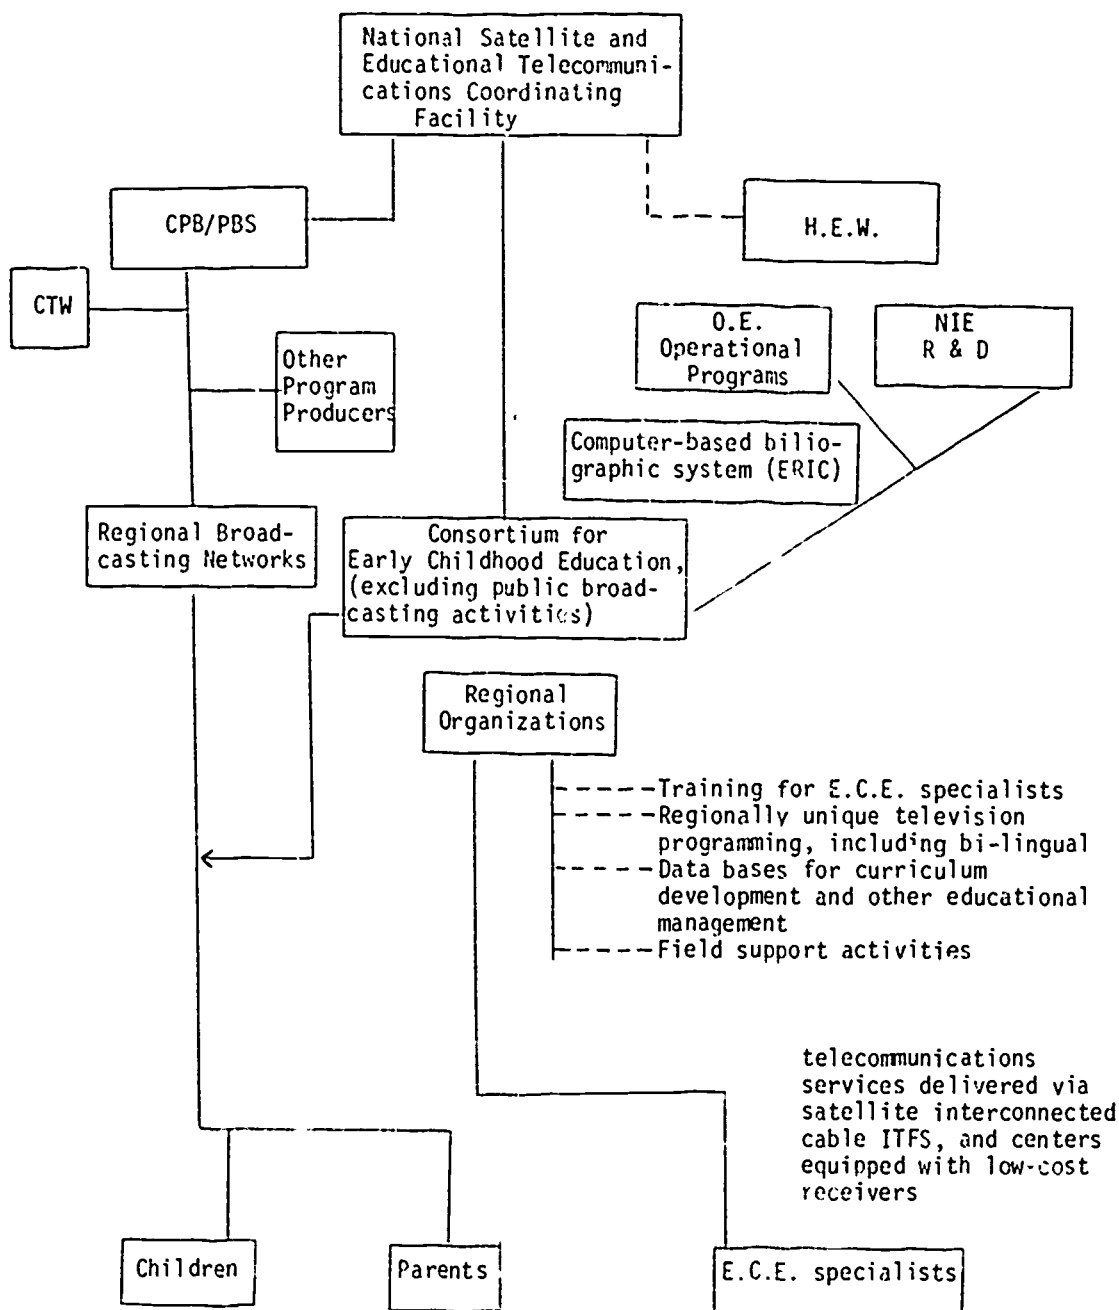 National Satellite and
Educational Telecommuni-
cations Coordinating
Facility
CPB/PBS
H.E.W.
CTW
Other
Program
Producers
O.E.
Operational
Programs
NIE
R & D
Computer-based bilio-
ographic system (ERIC)
Regional Broad-
casting Networks
Consortium for
Early Childhood Education,
(excluding public broad-
casting activities)
Regional
Organizations
Training for E.C.E. specialists
Regionally unique television
programming, including bi-lingual
Data bases for curriculum
development and other educational
management
Field support activities
telecommunications
services delivered via
satellite interconnected
cable ITFS, and centers
equipped with low-cost
receivers
Children
Parents
E.C.E. specialists